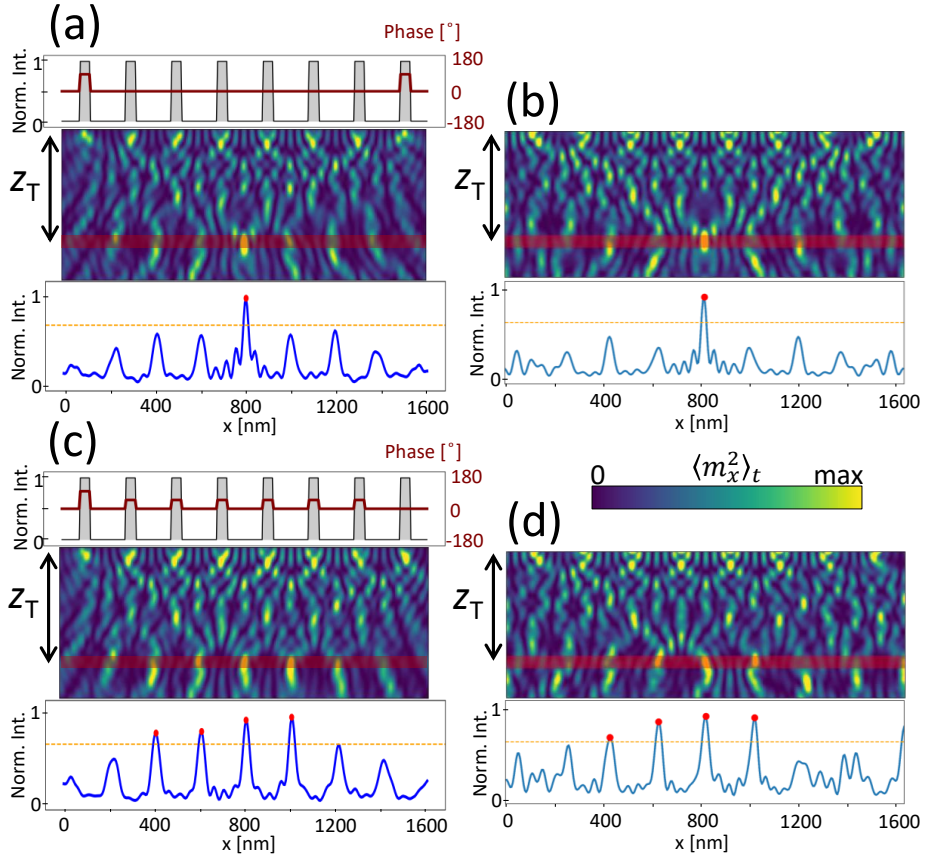 (a)
Phase [°]
Norm. Int.
1
0
180
0
-180
(b)
z_T
z_T
Norm. Int.
1
0
0
400
800
1200
1600
x [nm]
Norm. Int.
1
0
0
400
800
1200
1600
x [nm]
(c)
Phase [°]
Norm. Int.
1
0
180
0
-180
0
⟨m_x^2⟩_t
max
(d)
z_T
z_T
Norm. Int.
1
0
0
400
800
1200
1600
x [nm]
Norm. Int.
1
0
0
400
800
1200
1600
x [nm]